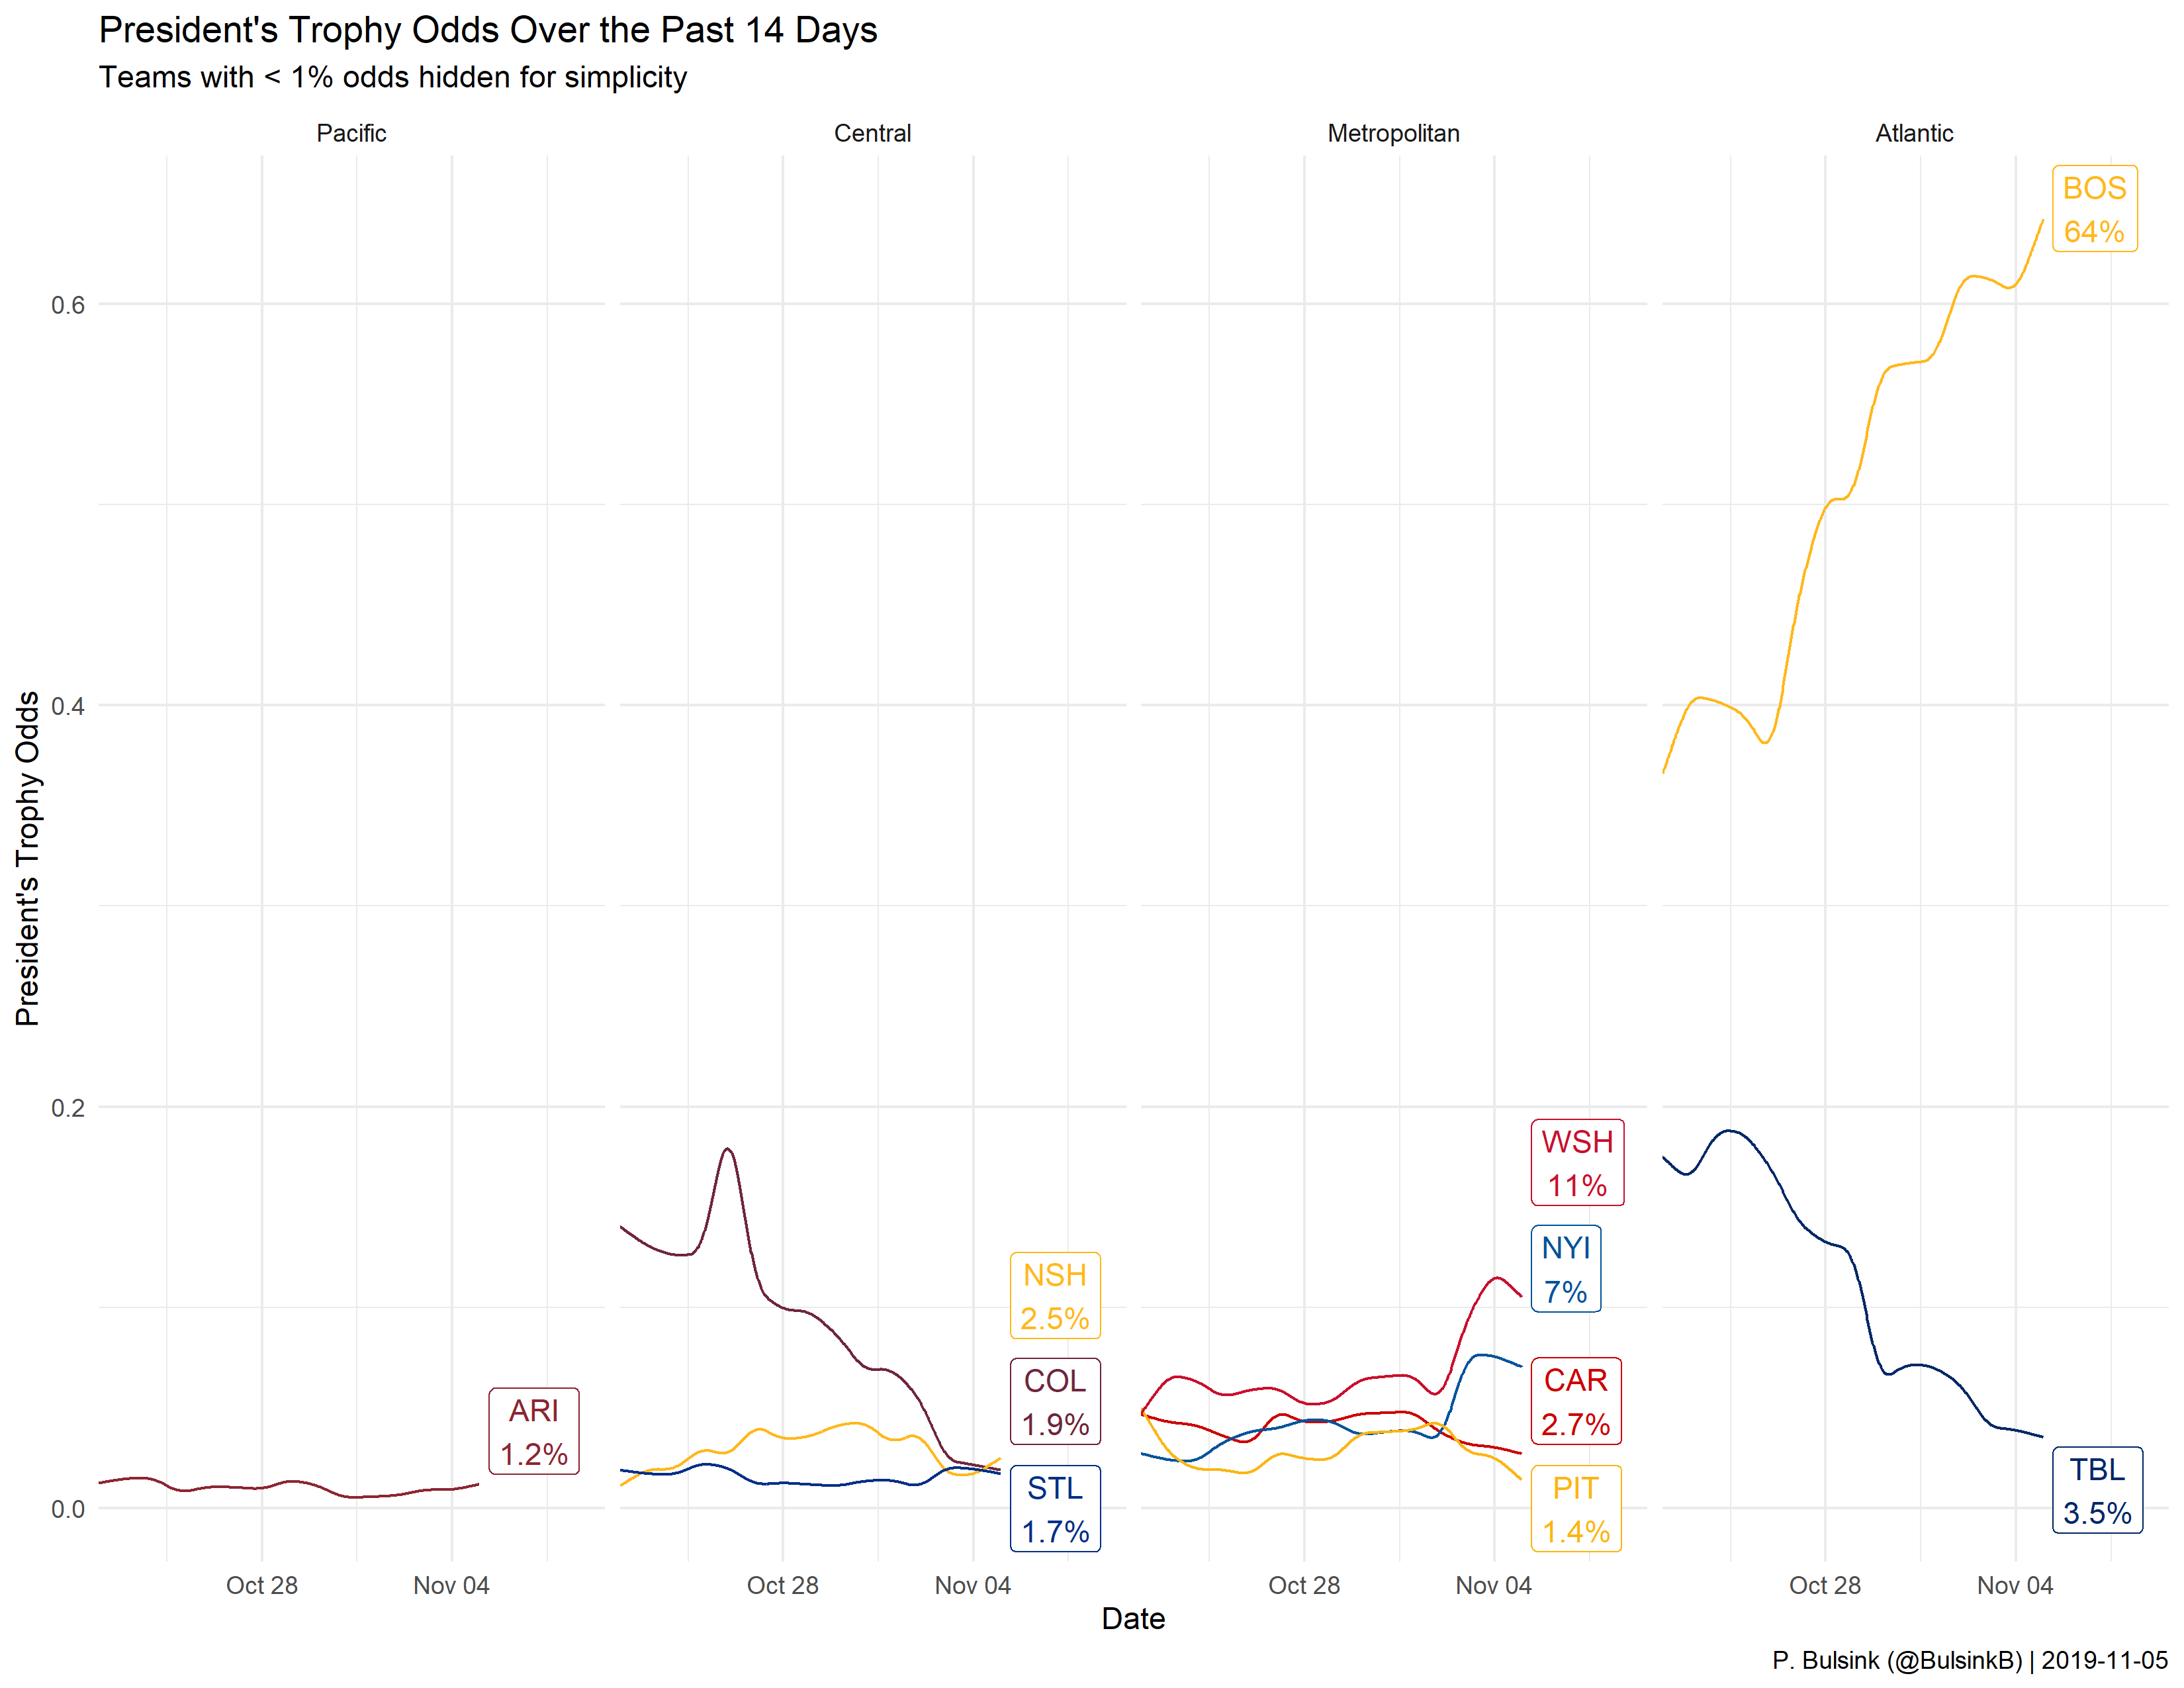 President's Trophy Odds Over the Past 14 Days
Teams with < 1% odds hidden for simplicity
Pacific
Central
Metropolitan
Atlantic
President's Trophy Odds
0.6
0.4
0.2
0.0
ARI
1.2%
NSH
2.5%
COL
1.9%
STL
1.7%
WSH
11%
NYI
7%
CAR
2.7%
PIT
1.4%
BOS
64%
TBL
3.5%
Oct 28
Nov 04
Oct 28
Nov 04
Oct 28
Nov 04
Oct 28
Nov 04
Date
P. Bulsink (@BulsinkB) | 2019-11-05